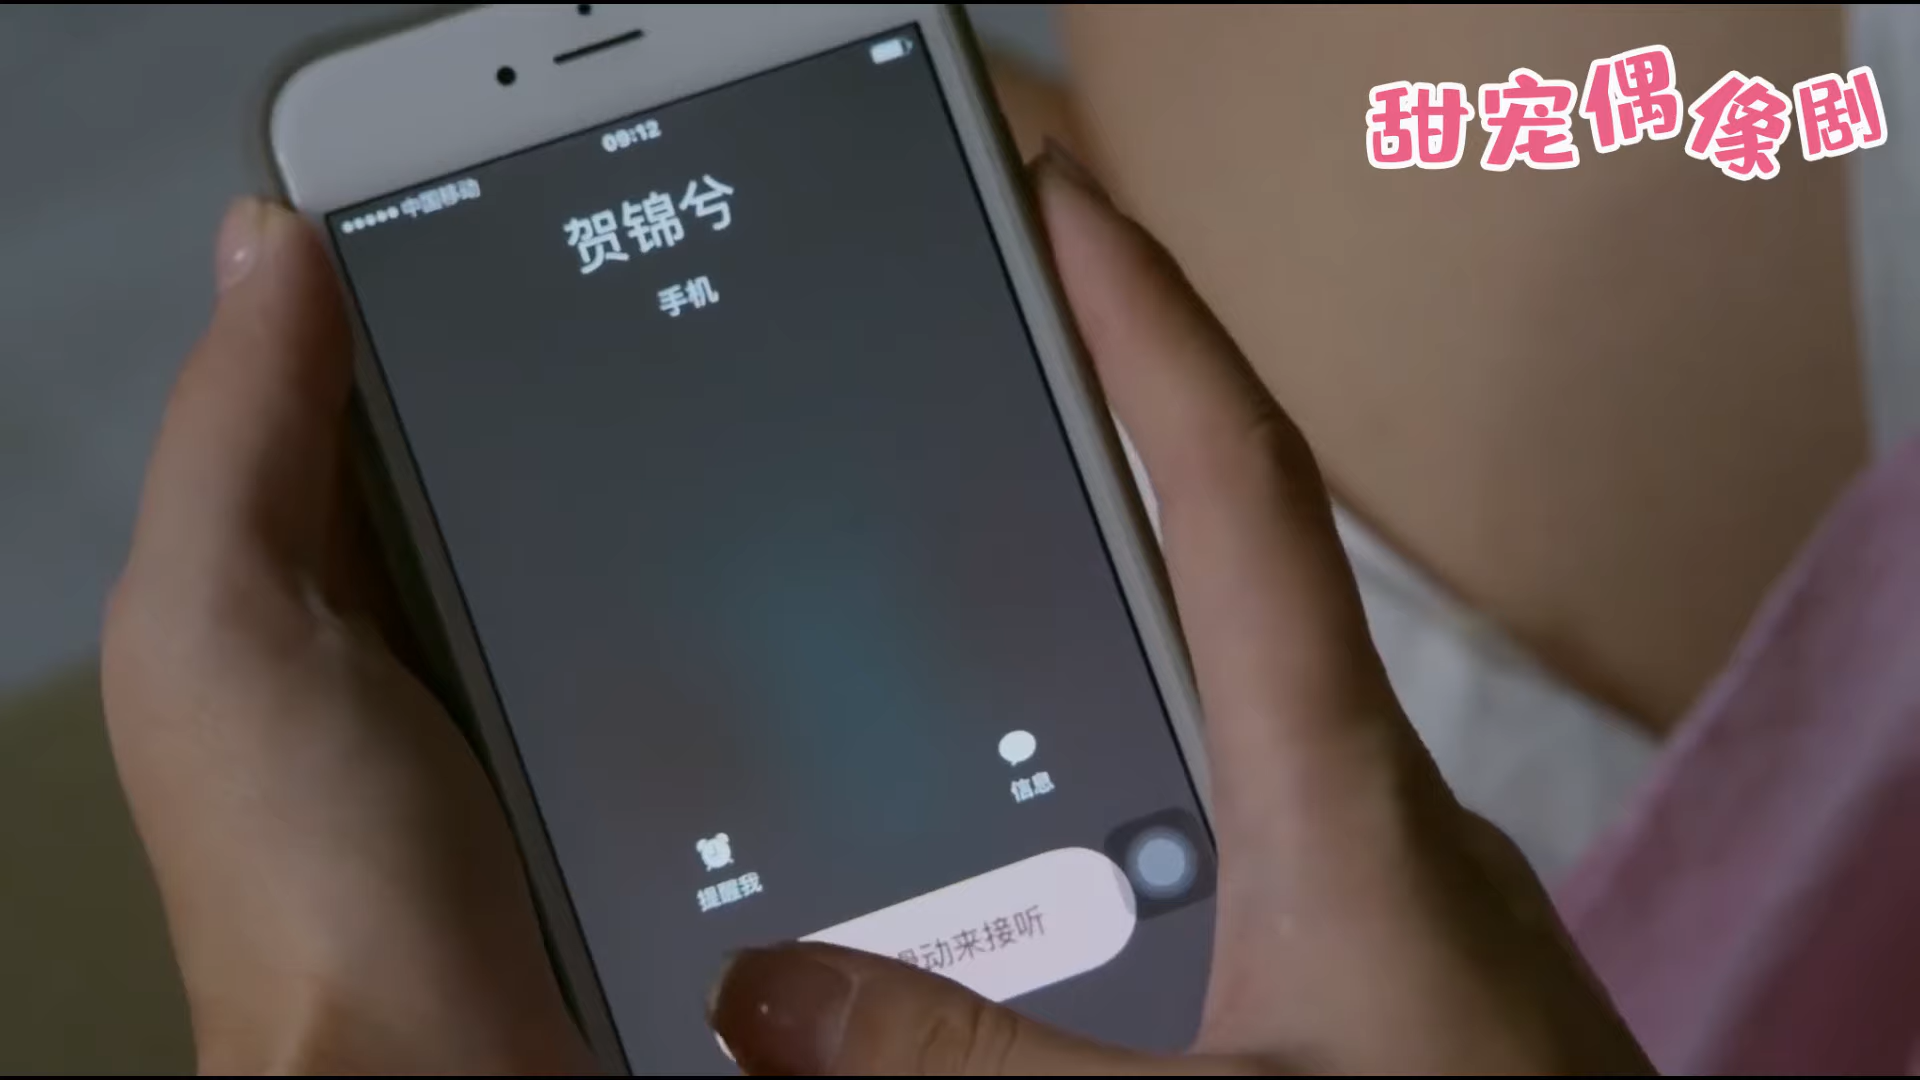 甜宠偶像剧
09:12
中国移动
贺锦兮
手机
信息
提醒我
滑动来接听